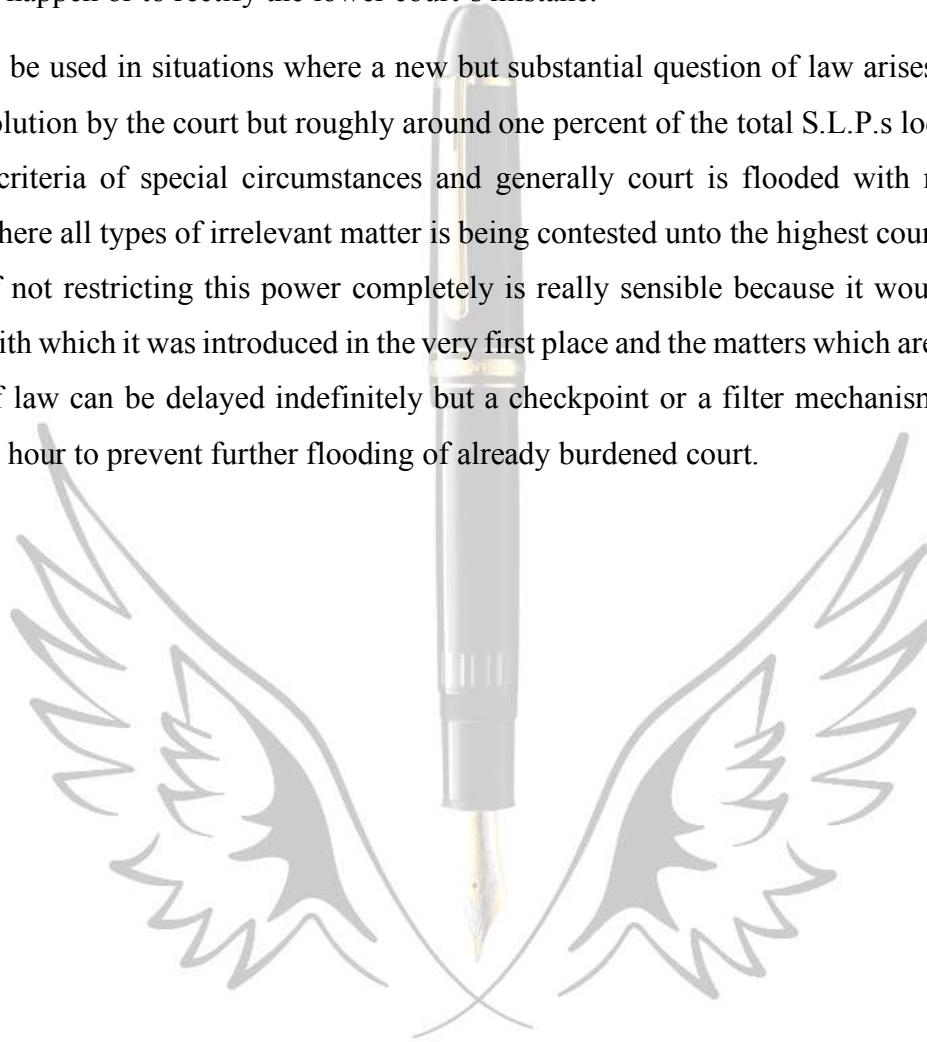 happen or to rectify the lower court's mistake.
be used in situations where a new but substantial question of law arises
olution by the court but roughly around one percent of the total S.L.P.s lo
criteria of special circumstances and generally court is flooded with
here all types of irrelevant matter is being contested unto the highest cour
f not restricting this power completely is really sensible because it wou
ith which it was introduced in the very first place and the matters which are
f law can be delayed indefinitely but a checkpoint or a filter mechanism
hour to prevent further flooding of already burdened court.